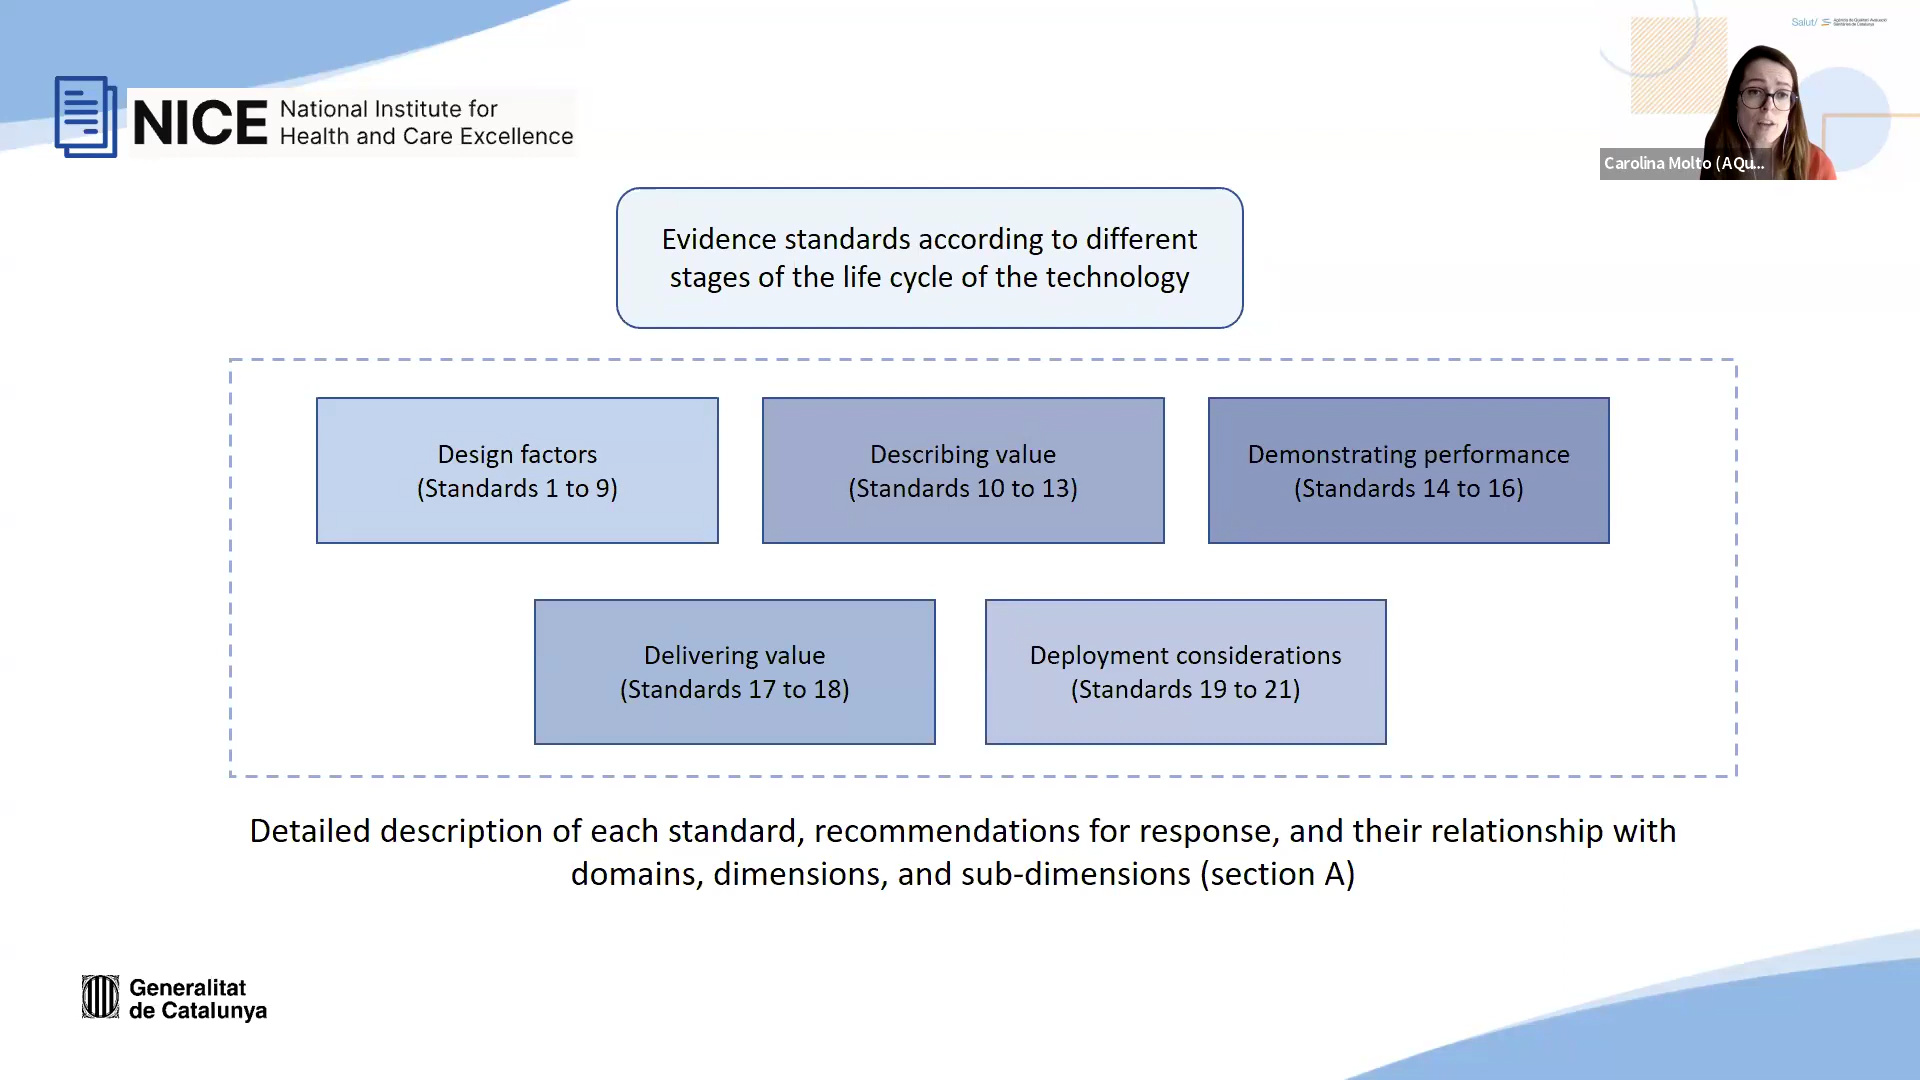 NICE National Institute for
Health and Care Excellence
Salut/
Carolina Molto (AQu...
Evidence standards according to different
stages of the life cycle of the technology
Design factors
(Standards 1 to 9)
Describing value
(Standards 10 to 13)
Demonstrating performance
(Standards 14 to 16)
Delivering value
(Standards 17 to 18)
Deployment considerations
(Standards 19 to 21)
Detailed description of each standard, recommendations for response, and their relationship with
domains, dimensions, and sub-dimensions (section A)
Generalitat
de Catalunya